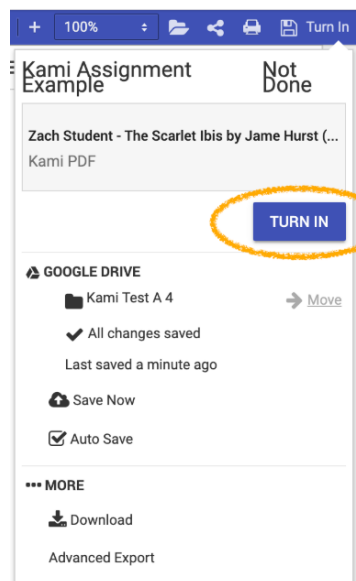 + 100% Turn In
Kami Assignment Not
Example Done
Zach Student - The Scarlet Ibis by Jame Hurst (...
Kami PDF
TURN IN
GOOGLE DRIVE
Kami Test A 4 Move
All changes saved
Last saved a minute ago
Save Now
Auto Save
••• MORE
Download
Advanced Export